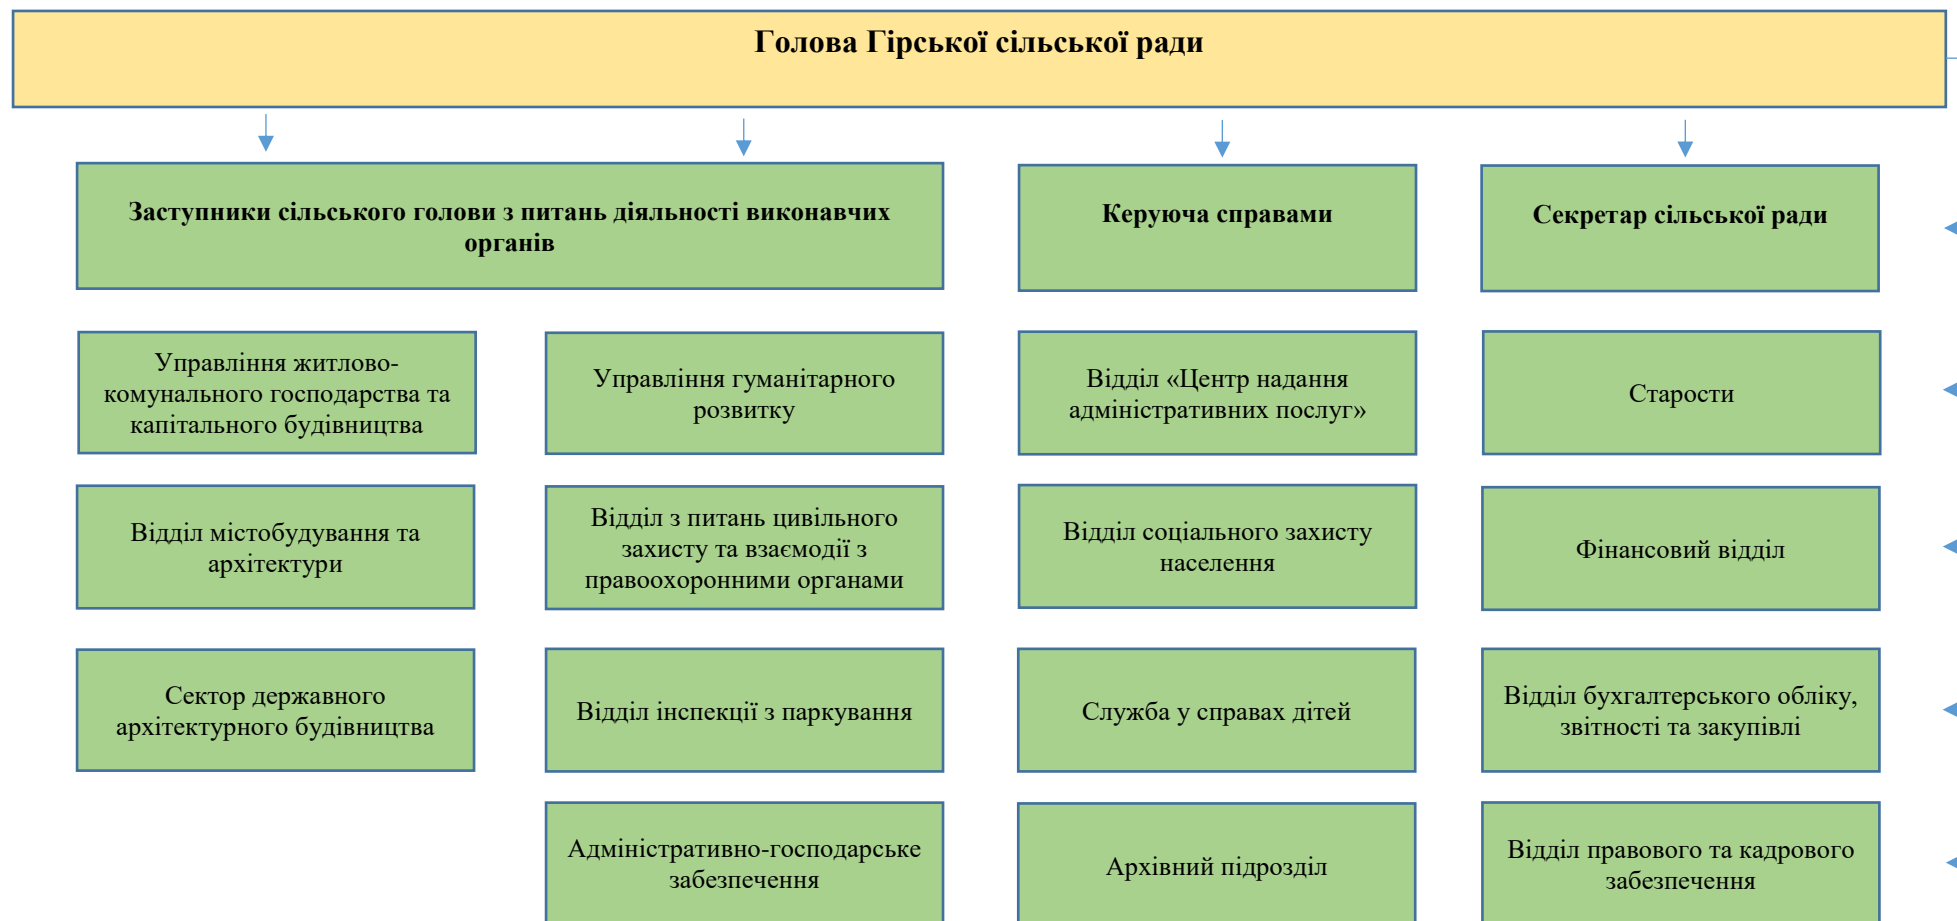 Голова Гірської сільської ради
Заступники сільського голови з питань діяльності виконавчих
органів
Керуюча справами
Секретар сільської ради
Управління житлово-
комунального господарства та
капітального будівництва
Управління гуманітарного
розвитку
Відділ «Центр надання
адміністративних послуг»
Старости
Відділ містобудування та
архітектури
Відділ з питань цивільного
захисту та взаємодії з
правоохоронними органами
Відділ соціального захисту
населення
Фінансовий відділ
Сектор державного
архітектурного будівництва
Відділ інспекції з паркування
Служба у справах дітей
Відділ бухгалтерського обліку,
звітності та закупівлі
Адміністративно-господарське
забезпечення
Архівний підрозділ
Відділ правового та кадрового
забезпечення